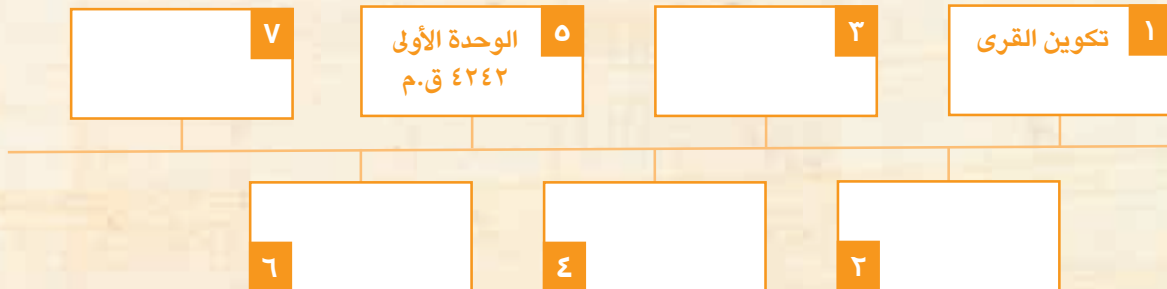 ١ تكوين القرى
٣
٥ الوحدة الأولى
٤٢٤٢ ق.م
٧
٢
٤
٦